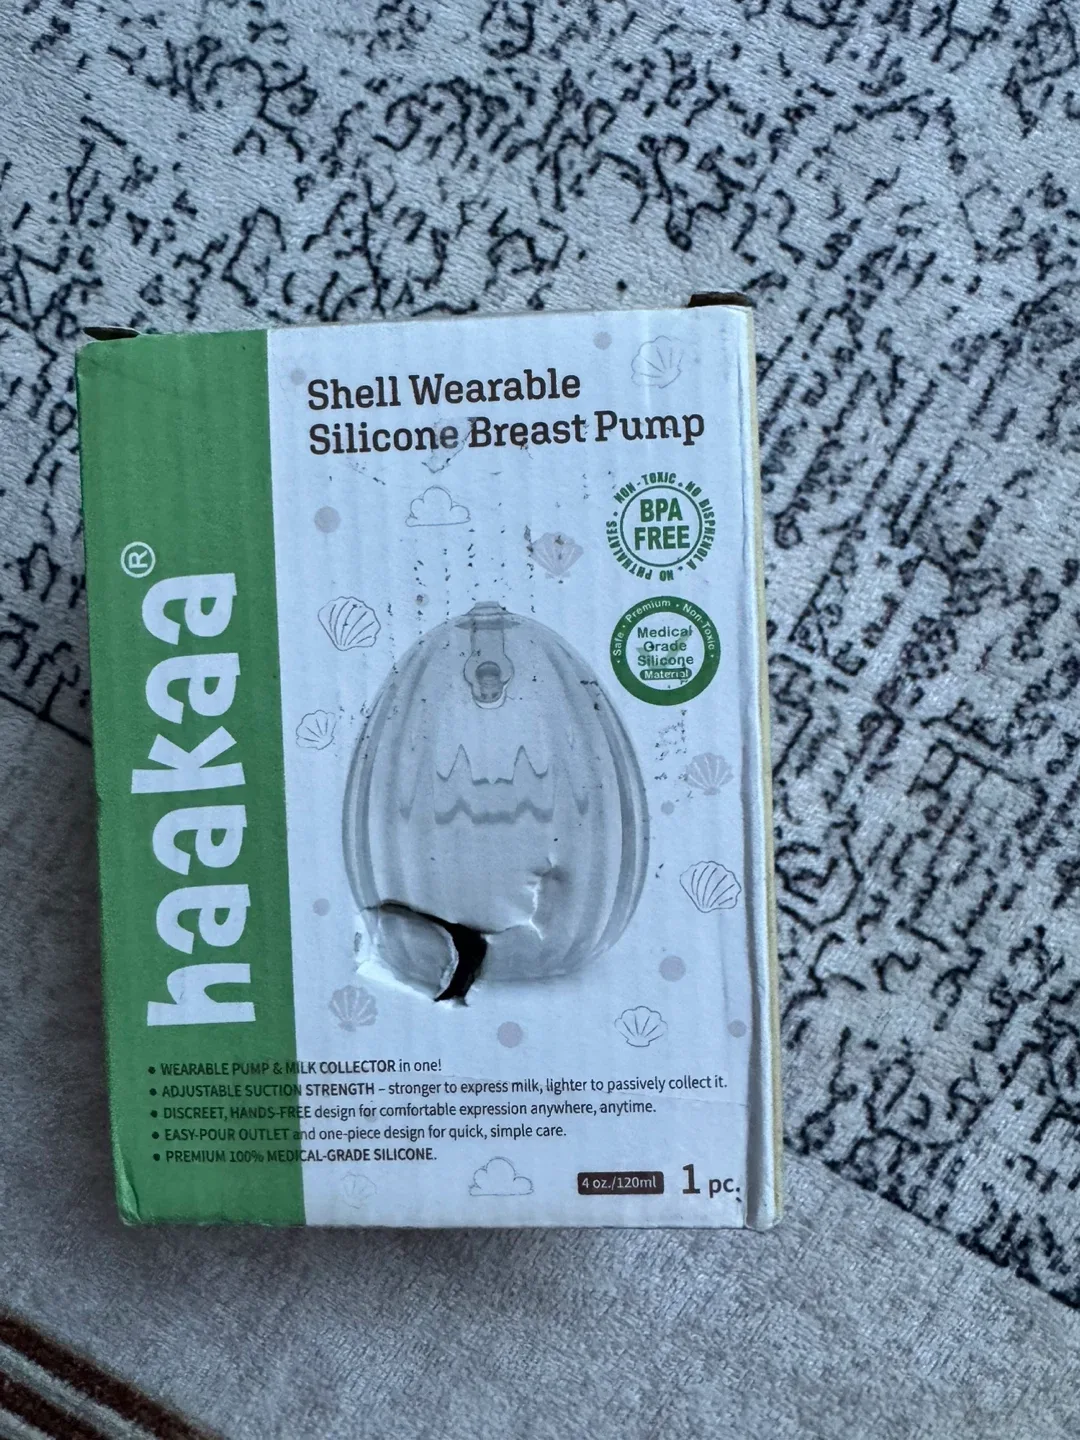 haakaa®
Shell Wearable
Silicone Breast Pump
NON-TOXIC • NO BISPHENOL A • NO PHTHALATES •
BPA
FREE
• Safe • Premium • Non-Toxic •
Medical
Grade
Silicone
Material
• WEARABLE PUMP & MILK COLLECTOR in one!
• ADJUSTABLE SUCTION STRENGTH – stronger to express milk, lighter to passively collect it.
• DISCREET, HANDS-FREE design for comfortable expression anywhere, anytime.
• EASY-POUR OUTLET and one-piece design for quick, simple care.
• PREMIUM 100% MEDICAL-GRADE SILICONE.
4 oz./120ml 1 pc.